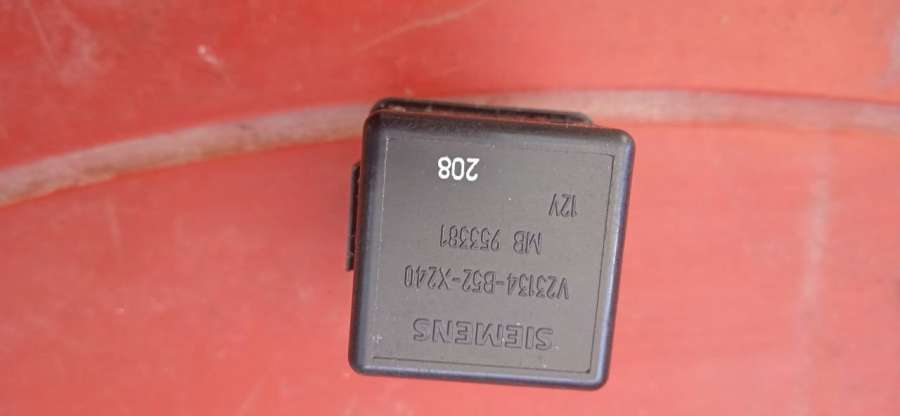 SIEMENS
V23134-B52-X240
MB 953381
12V
208